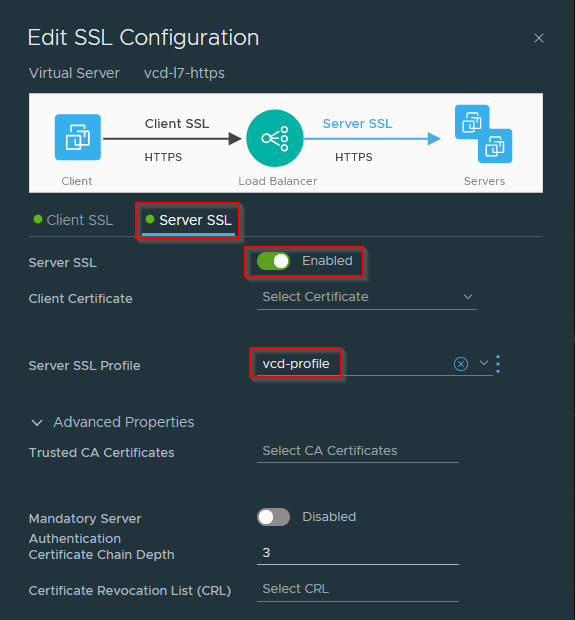 Edit SSL Configuration
Virtual Server vcd-l7-https
Client SSL Server SSL
HTTPS HTTPS
Client Load Balancer Servers
Client SSL Server SSL
Server SSL Enabled
Client Certificate Select Certificate
Server SSL Profile vcd-profile
Advanced Properties
Trusted CA Certificates Select CA Certificates
Mandatory Server Disabled
Authentication
Certificate Chain Depth 3
Certificate Revocation List (CRL) Select CRL